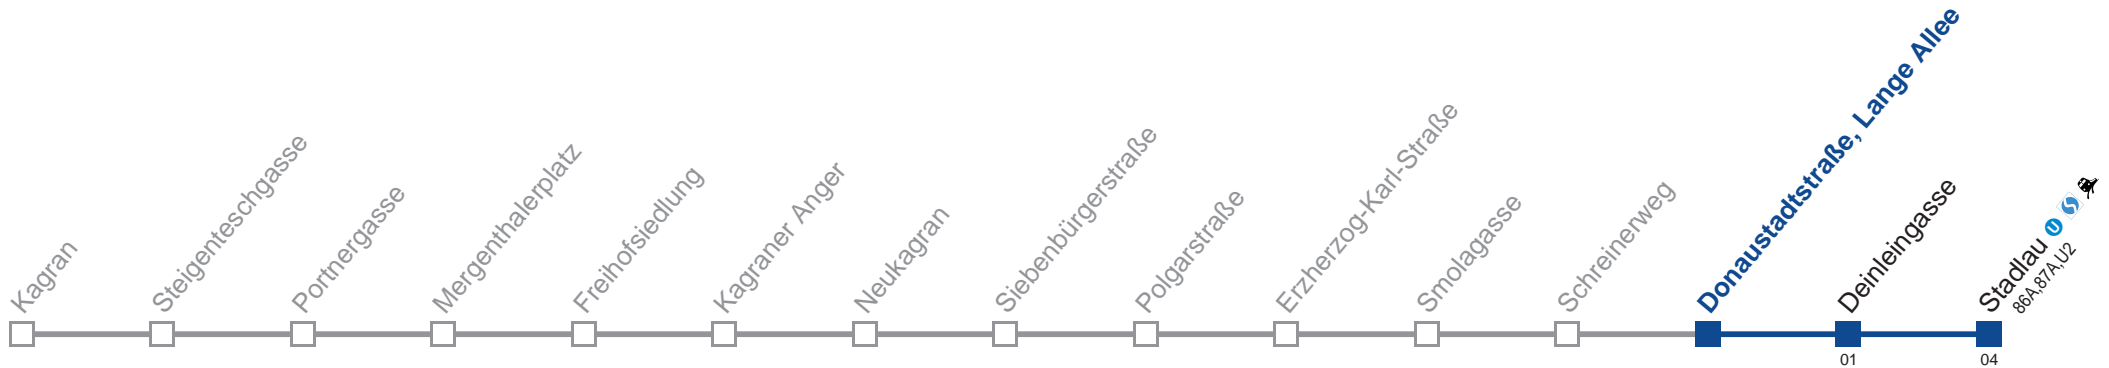 Kagran
Steigenteschgasse
Portnergasse
Mergenthalerplatz
Freihofsiedlung
Kagraner Anger
Neukagran
Siebenbürgerstraße
Polgarstraße
Erzherzog-Karl-Straße
Smolagasse
Schreinerweg
Donaustadtstraße, Lange Allee
Deinleingasse
01
Stadlau U S
86A,87A,U2
04